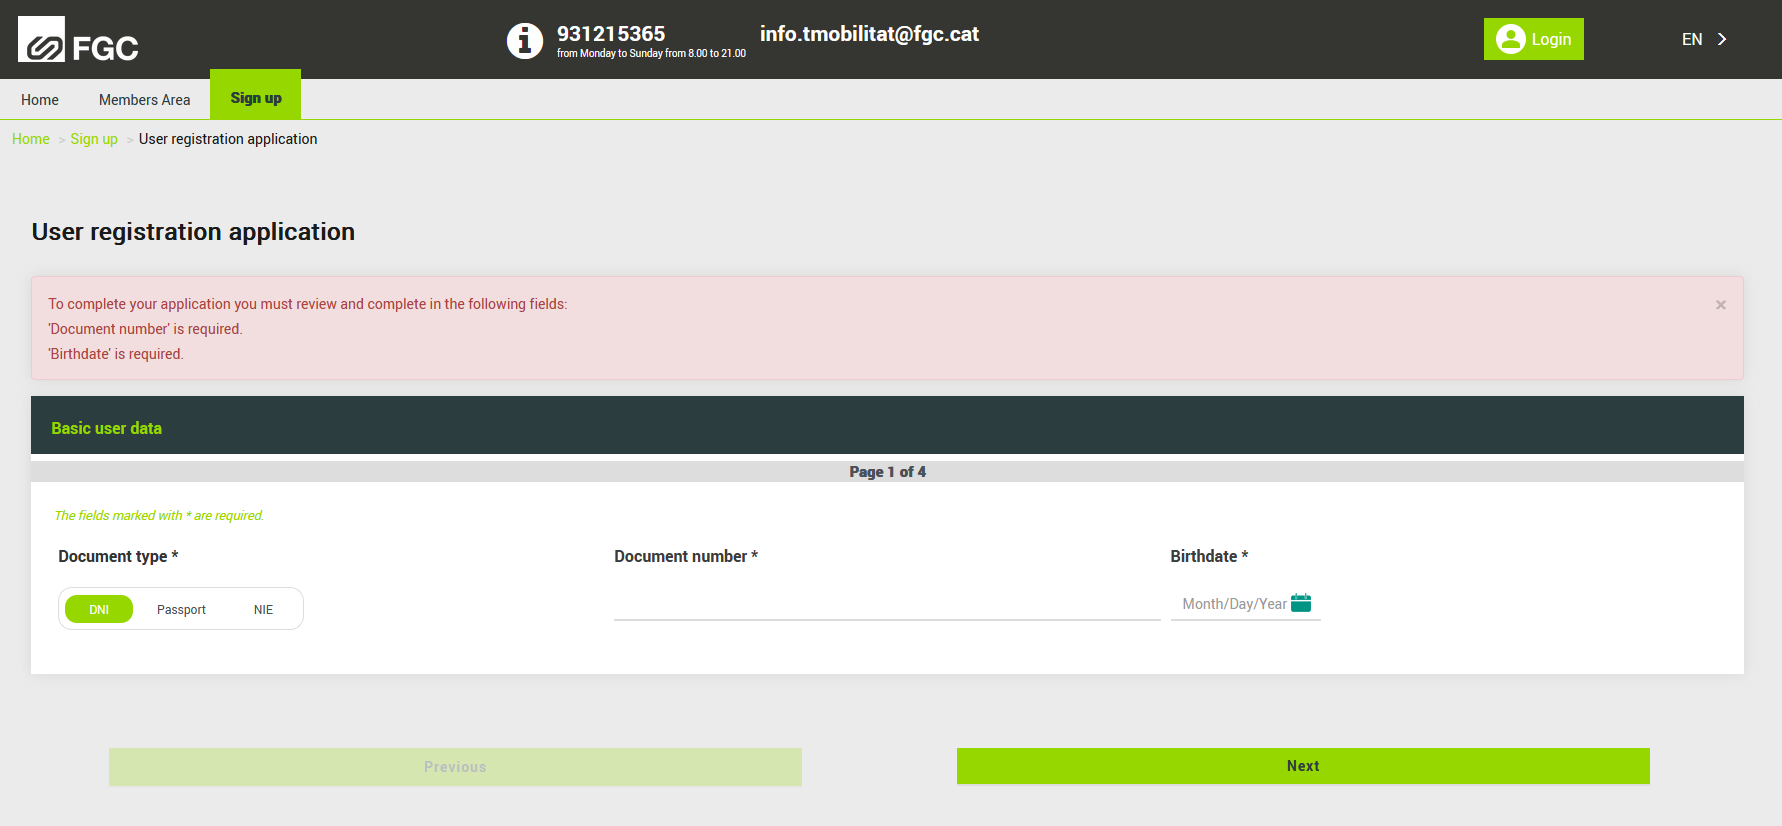 FGC
931215365
from Monday to Sunday from 8.00 to 21.00
info.tmobilitat@fgc.cat
Login
EN
Home
Members Area
Sign up
Home > Sign up > User registration application
User registration application
To complete your application you must review and complete in the following fields:
'Document number' is required.
'Birthdate' is required.
×
Basic user data
Page 1 of 4
The fields marked with * are required.
Document type *
Document number *
Birthdate *
DNI
Passport
NIE
Month/Day/Year
Previous
Next